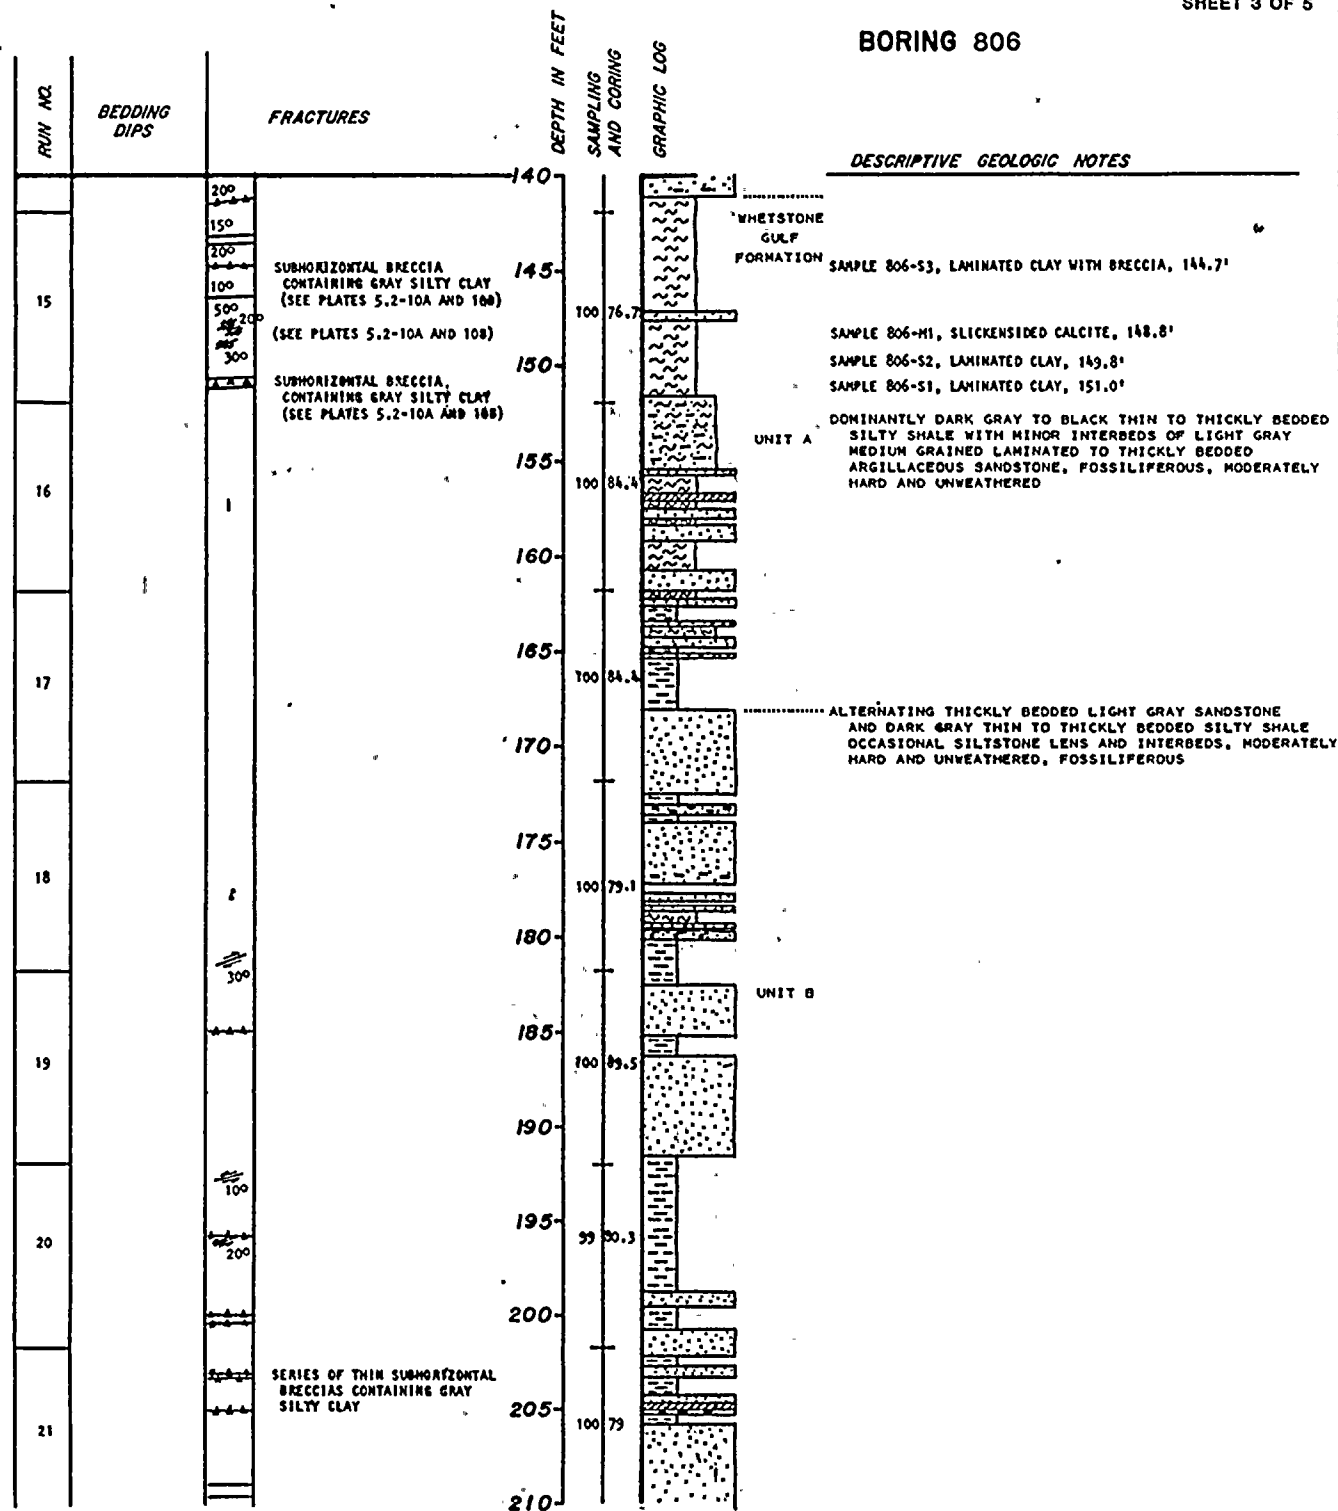 SHEET 3 OF 5
BORING 806
RUN NO.
BEDDING
DIPS
FRACTURES
DEPTH IN FEET
SAMPLING
AND CORING
GRAPHIC LOG
DESCRIPTIVE GEOLOGIC NOTES
140
20°
15°
WHETSTONE
GULF
FORMATION
20°
145
SUBHORIZONTAL BRECCIA
CONTAINING GRAY SILTY CLAY
(SEE PLATES 5.2-10A AND 10B)
SAMPLE 806-S3, LAMINATED CLAY WITH BRECCIA, 144.7'
10°
15
50°
20°
100 76.7
(SEE PLATES 5.2-10A AND 10B)
SAMPLE 806-M1, SLICKENSIDED CALCITE, 148.8'
30°
150
SAMPLE 806-S2, LAMINATED CLAY, 149.8'
SUBHORIZONTAL BRECCIA,
CONTAINING GRAY SILTY CLAY
(SEE PLATES 5.2-10A AND 10B)
SAMPLE 806-S1, LAMINATED CLAY, 151.0'
UNIT A
DOMINANTLY DARK GRAY TO BLACK THIN TO THICKLY BEDDED
SILTY SHALE WITH MINOR INTERBEDS OF LIGHT GRAY
MEDIUM GRAINED LAMINATED TO THICKLY BEDDED
ARGILLACEOUS SANDSTONE, FOSSILIFEROUS, MODERATELY
HARD AND UNWEATHERED
155
16
100 84.4
160
165
17
100 84.4
ALTERNATING THICKLY BEDDED LIGHT GRAY SANDSTONE
AND DARK GRAY THIN TO THICKLY BEDDED SILTY SHALE
OCCASIONAL SILTSTONE LENS AND INTERBEDS, MODERATELY
HARD AND UNWEATHERED, FOSSILIFEROUS
170
175
18
100 79.1
180
30°
UNIT B
185
19
100 89.5
190
10°
195
20
99 90.3
20°
200
SERIES OF THIN SUBHORIZONTAL
BRECCIAS CONTAINING GRAY
SILTY CLAY
205
21
100 79
210